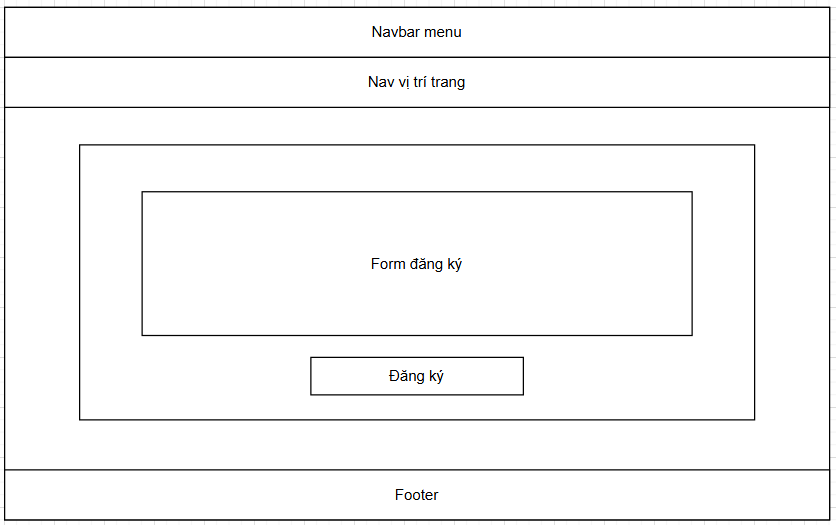 Navbar menu
Nav vị trí trang
Form đăng ký
Đăng ký
Footer